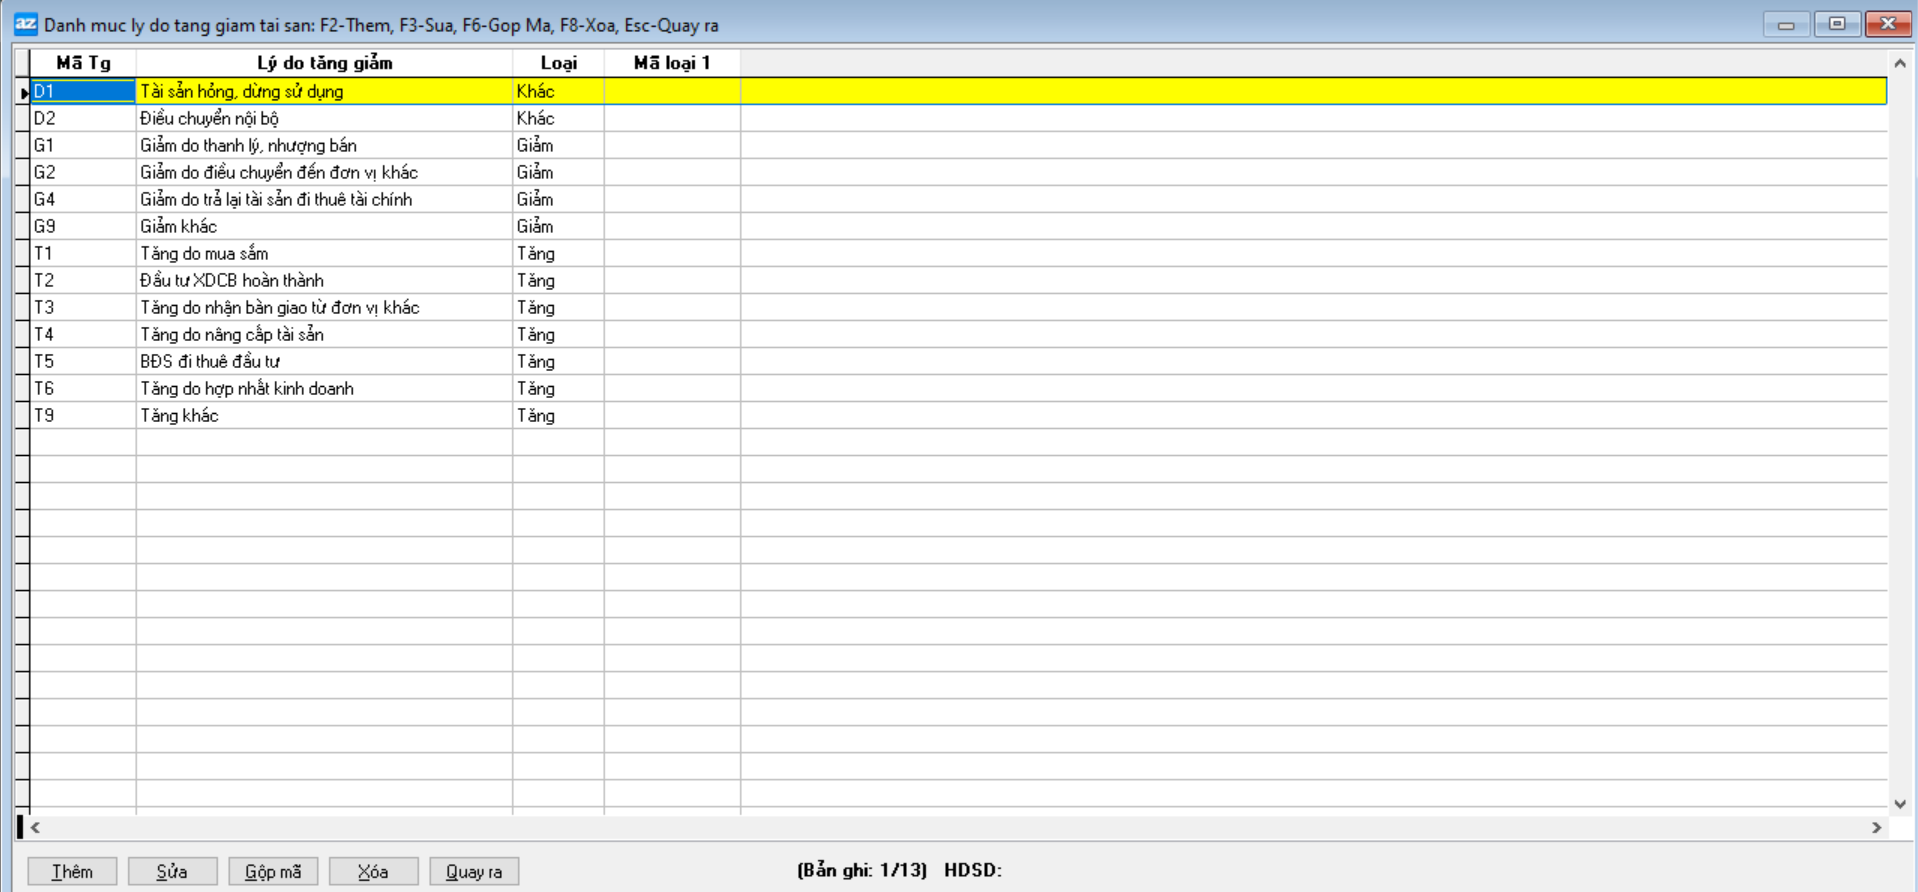 az Danh muc ly do tang giam tai san: F2-Them, F3-Sua, F6-Gop Ma, F8-Xoa, Esc-Quay ra
Mã Tg Lý do tăng giảm Loại Mã loại 1
D1 Tài sản hỏng, dừng sử dụng Khác
D2 Điều chuyển nội bộ Khác
G1 Giảm do thanh lý, nhượng bán Giảm
G2 Giảm do điều chuyển đến đơn vị khác Giảm
G4 Giảm do trả lại tài sản đi thuê tài chính Giảm
G9 Giảm khác Giảm
T1 Tăng do mua sắm Tăng
T2 Đầu tư XDCB hoàn thành Tăng
T3 Tăng do nhận bàn giao từ đơn vị khác Tăng
T4 Tăng do nâng cấp tài sản Tăng
T5 BĐS đi thuê đầu tư Tăng
T6 Tăng do hợp nhất kinh doanh Tăng
T9 Tăng khác Tăng
Thêm Sửa Gộp mã Xóa Quay ra (Bản ghi: 1/13) HDSD: